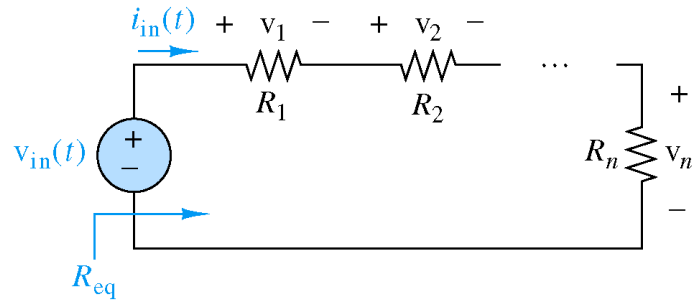 i_in(t) + v_1 − + v_2 −
R_1 R_2 ... +
v_in(t) + − R_n v_n
−
R_eq